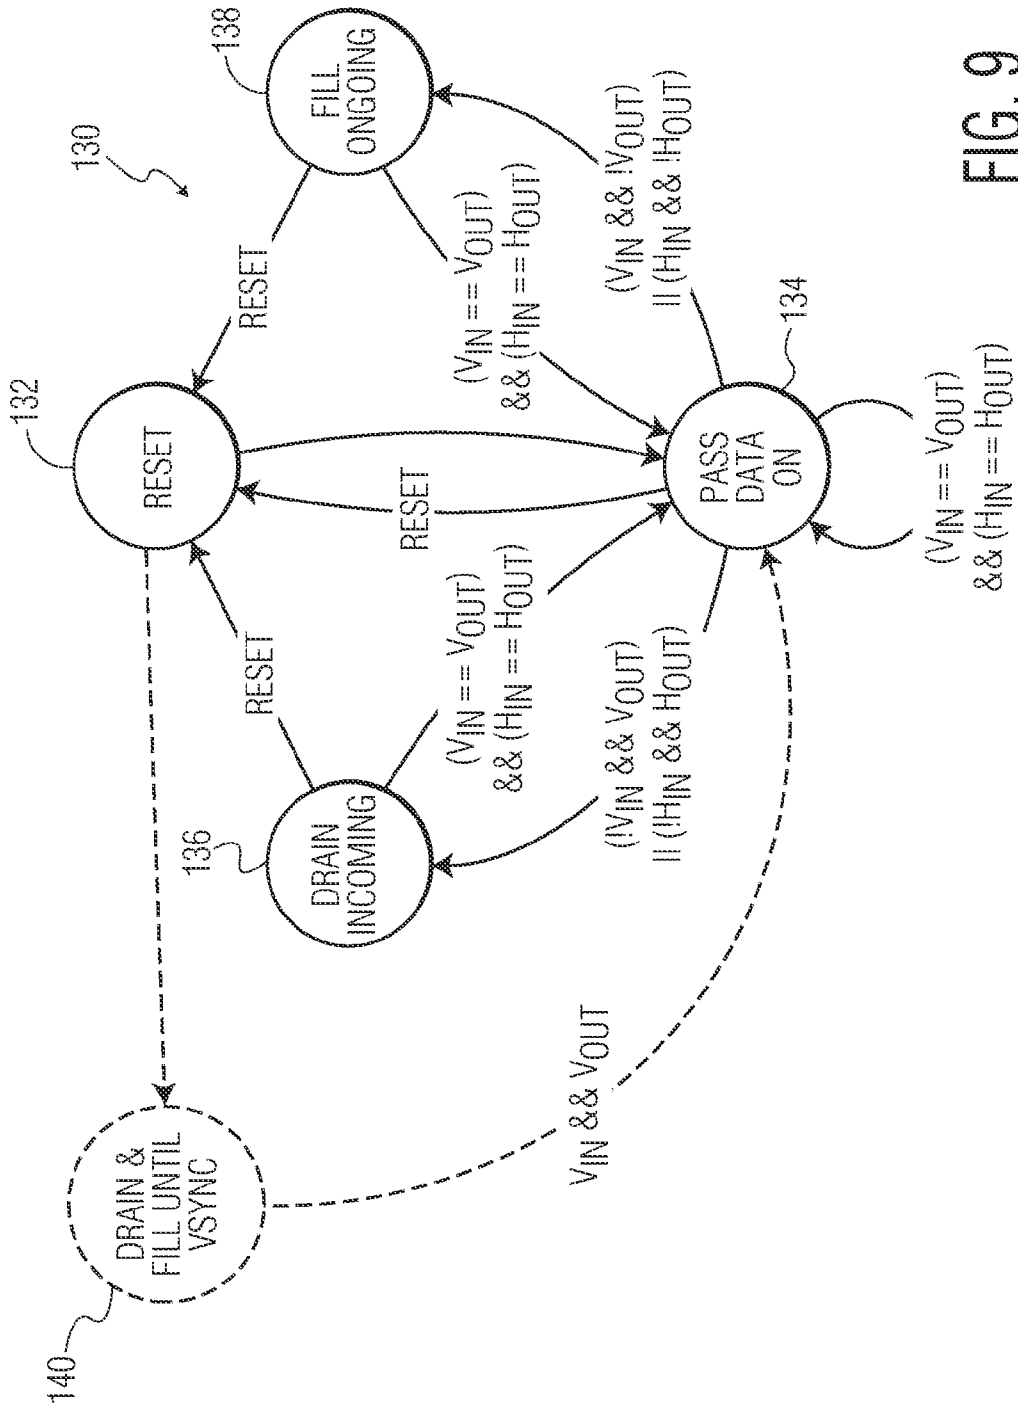 130
140
DRAIN &
FILL UNTIL
VSYNC
132
RESET
138
FILL
ONGOING
136
DRAIN
INCOMING
RESET
RESET
RESET
(VIN == VOUT)
&& (HIN == HOUT)
(VIN == VOUT)
&& (HIN == HOUT)
(!VIN && VOUT)
|| (!HIN && HOUT)
(VIN && !VOUT)
|| (HIN && !HOUT)
VIN && VOUT
PASS
DATA
ON
134
(VIN == VOUT)
&& (HIN == HOUT)
FIG. 9